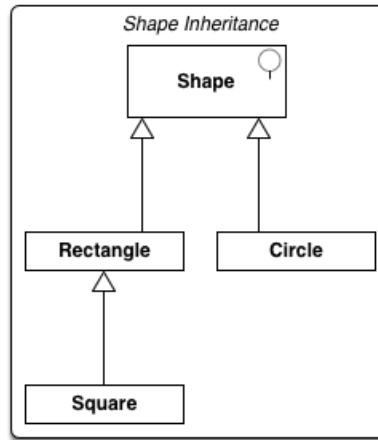 Shape Inheritance
Shape
Rectangle
Circle
Square